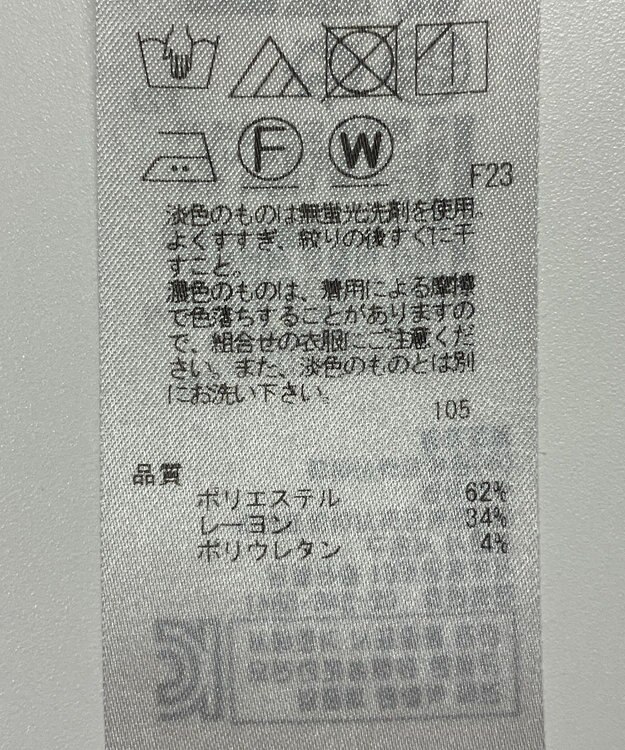 F
W
F23
淡色のものは無蛍光洗剤を使用。
よくすすぎ、絞りの後すぐに干
すこと。
濃色のものは、着用による摩擦
で色落ちすることがありますの
で、組合せの衣服にご注意くだ
さい。また、淡色のものとは別
にお洗い下さい。
105
品質
ポリエステル 62%
レーヨン 34%
ポリウレタン 4%